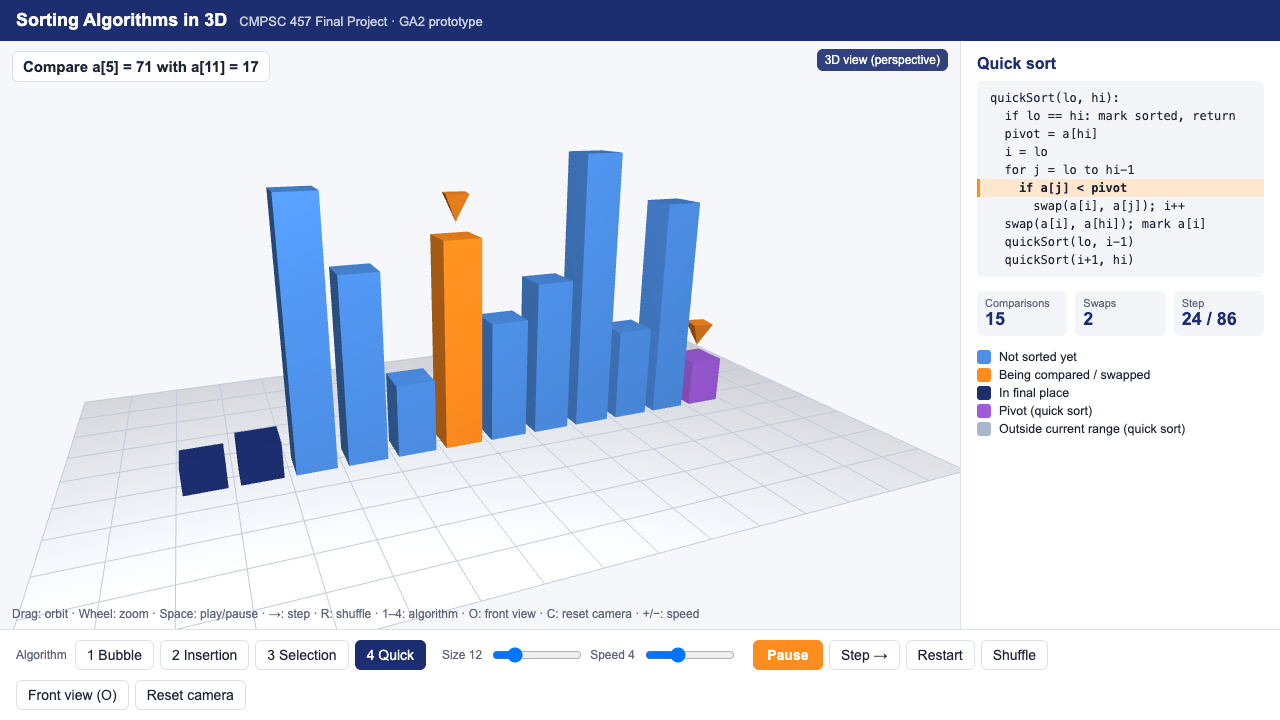 Sorting Algorithms in 3D CMPSC 457 Final Project · GA2 prototype
Compare a[5] = 71 with a[11] = 17
3D view (perspective)
Drag: orbit · Wheel: zoom · Space: play/pause · →: step · R: shuffle · 1–4: algorithm · O: front view · C: reset camera · +/−: speed
Quick sort
quickSort(lo, hi):
if lo == hi: mark sorted, return
pivot = a[hi]
i = lo
for j = lo to hi−1
if a[j] < pivot
swap(a[i], a[j]); i++
swap(a[i], a[hi]); mark a[i]
quickSort(lo, i−1)
quickSort(i+1, hi)
Comparisons Swaps Step
15 2 24 / 86
Not sorted yet
Being compared / swapped
In final place
Pivot (quick sort)
Outside current range (quick sort)
Algorithm 1 Bubble 2 Insertion 3 Selection 4 Quick Size 12 Speed 4 Pause Step → Restart Shuffle
Front view (O) Reset camera